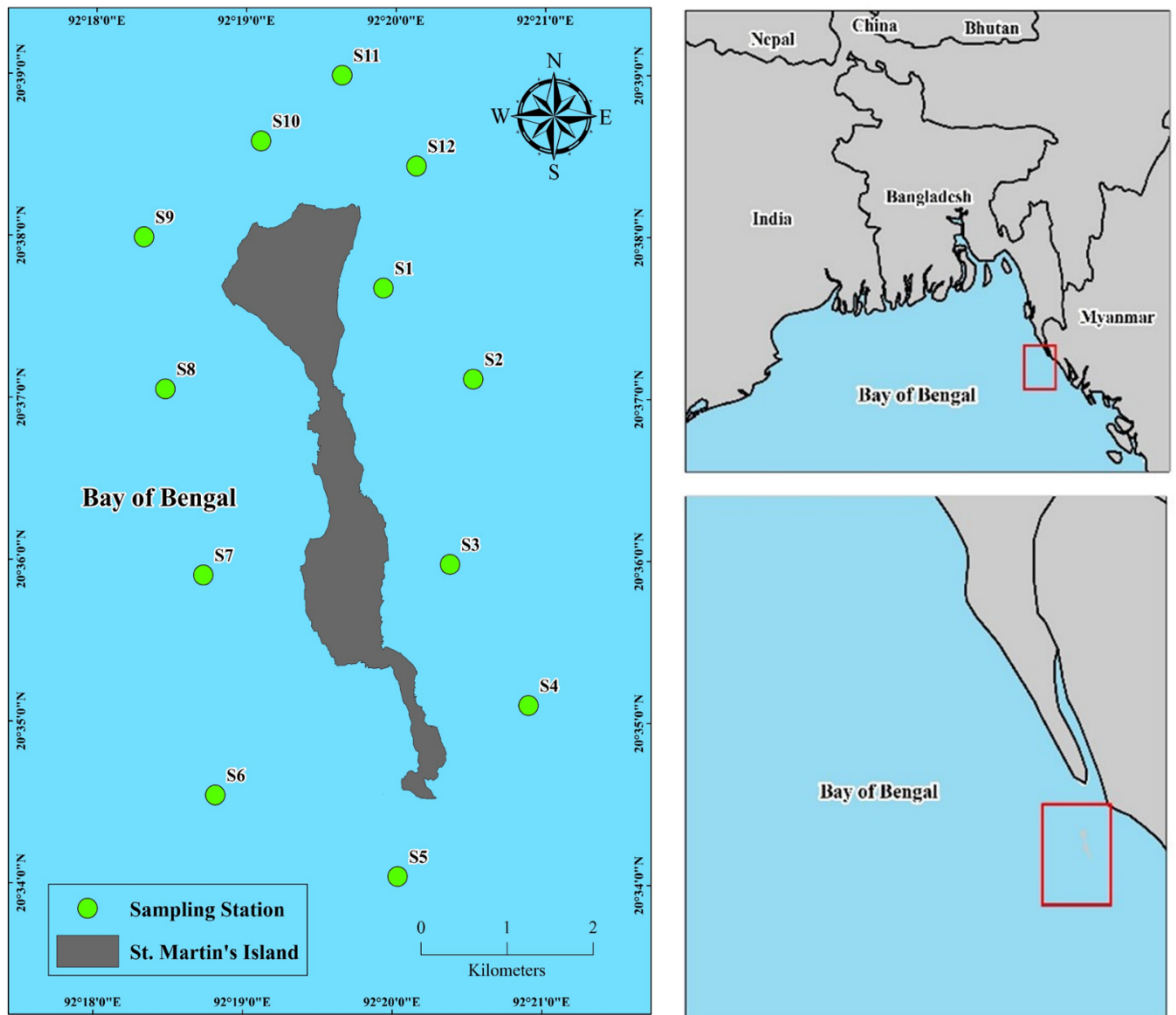 92°18'0"E 92°19'0"E 92°20'0"E 92°21'0"E
20°39'0"N
20°38'0"N
20°37'0"N
20°36'0"N
20°35'0"N
20°34'0"N
S11
N
W E
S
S10
S12
S9
S1
S2
S8
Bay of Bengal
S3
S7
S4
S6
S5
Sampling Station
St. Martin's Island
0 1 2
Kilometers
20°39'0"N
20°38'0"N
20°37'0"N
20°36'0"N
20°35'0"N
20°34'0"N
92°18'0"E 92°19'0"E 92°20'0"E 92°21'0"E
China
Nepal Bhutan
Bangladesh
India
Myanmar
Bay of Bengal
Bay of Bengal